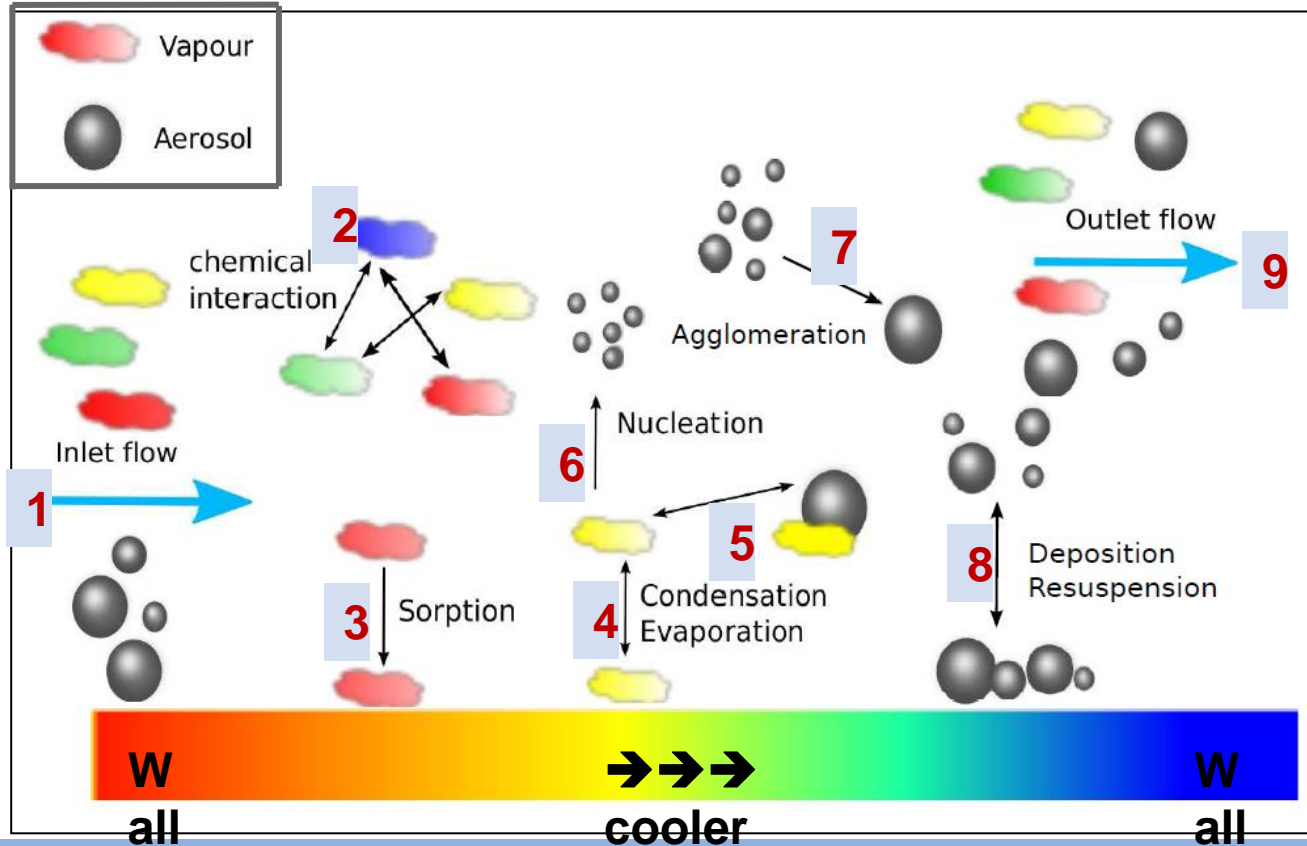 Vapour
Aerosol
2
chemical
interaction
7
Outlet flow
9
Agglomeration
Inlet flow
1
Nucleation
6
5
8
Deposition
Resuspension
3
Sorption
4
Condensation
Evaporation
W
all
➔➔➔
cooler
W
all